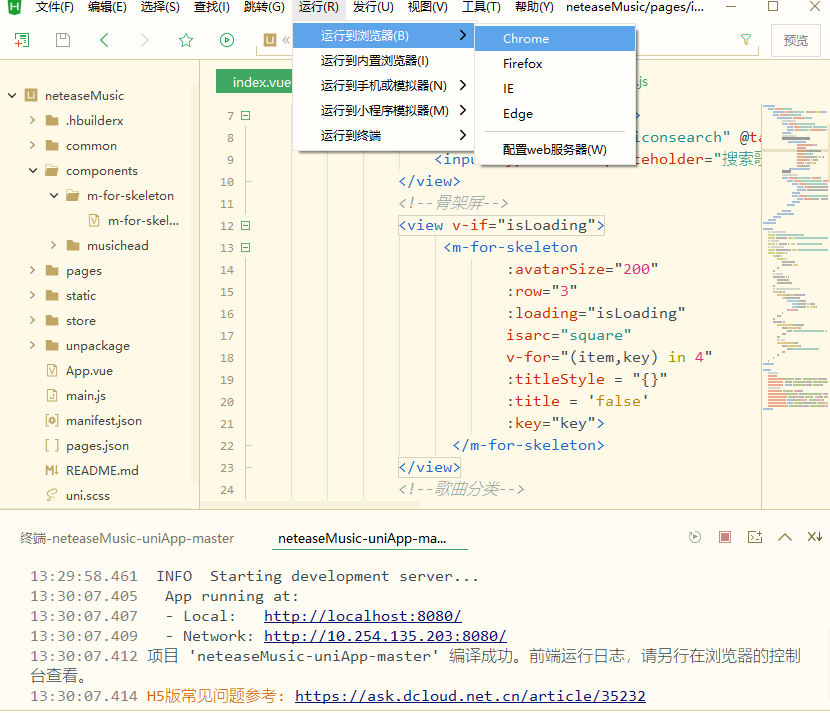 文件(F) 编辑(E) 选择(S) 查找(I) 跳转(G) 运行(R) 发行(U) 视图(V) 工具(T) 帮助(Y) neteaseMusic/pages/i...
预览
运行到浏览器(B)
运行到内置浏览器(I)
运行到手机或模拟器(N)
运行到小程序模拟器(M)
运行到终端
Chrome
Firefox
IE
Edge
配置web服务器(W)
index.vue
neteaseMusic
.hbuilderx
common
components
m-for-skeleton
m-for-skel...
musichead
pages
static
store
unpackage
App.vue
main.js
manifest.json
pages.json
README.md
uni.scss
7
8 iconsearch" @ta
9 <inpu ceholder="搜索歌
10 </view>
11 <!--骨架屏-->
12 <view v-if="isLoading">
13 <m-for-skeleton
14 :avatarSize="200"
15 :row="3"
16 :loading="isLoading"
17 isarc="square"
18 v-for="(item,key) in 4"
19 :titleStyle = "{}"
20 :title = 'false'
21 :key="key">
22 </m-for-skeleton>
23 </view>
24 <!--歌曲分类-->
终端-neteaseMusic-uniApp-master neteaseMusic-uniApp-ma...
13:29:58.461 INFO Starting development server...
13:30:07.405 App running at:
13:30:07.407 - Local: http://localhost:8080/
13:30:07.409 - Network: http://10.254.135.203:8080/
13:30:07.412 项目 'neteaseMusic-uniApp-master' 编译成功。前端运行日志，请另行在浏览器的控制
台查看。
13:30:07.414 H5版常见问题参考: https://ask.dcloud.net.cn/article/35232